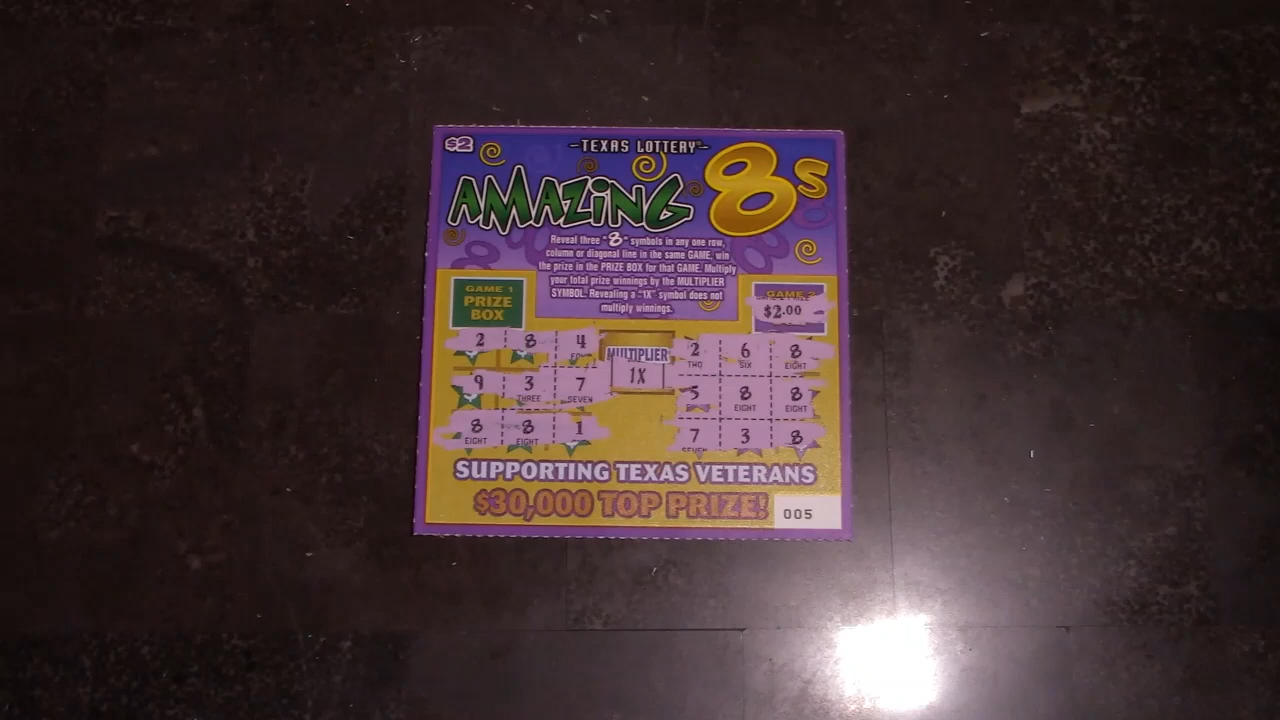 $2
-TEXAS LOTTERY®-
AMAZING 8s
Reveal three "8" symbols in any one row,
column or diagonal line in the same GAME, win
the prize in the PRIZE BOX for that GAME. Multiply
your total prize winnings by the MULTIPLIER
SYMBOL. Revealing a "1X" symbol does not
multiply winnings.
GAME 1
PRIZE
BOX
GAME 2
$2.00
2 8 4
9 3 7
THREE SEVEN
8 8 1
EIGHT EIGHT
MULTIPLIER
1X
2 6 8
TWO SIX EIGHT
5 8 8
EIGHT EIGHT
7 3 8
SEVEN
SUPPORTING TEXAS VETERANS
$30,000 TOP PRIZE!
005